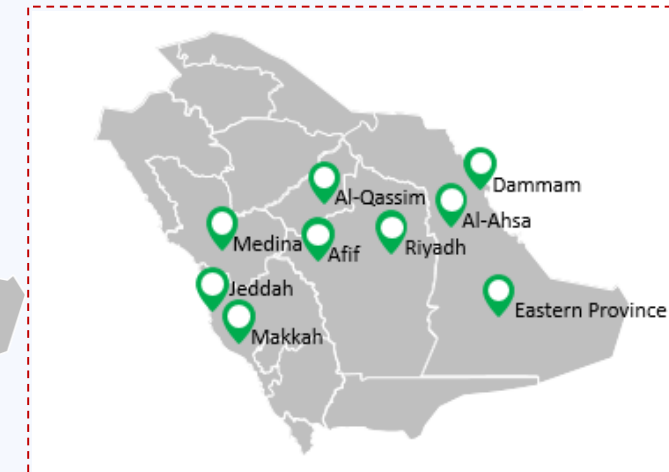 Dammam
Al-Qassim
Al-Ahsa
Medina
Afif
Riyadh
Jeddah
Eastern Province
Makkah